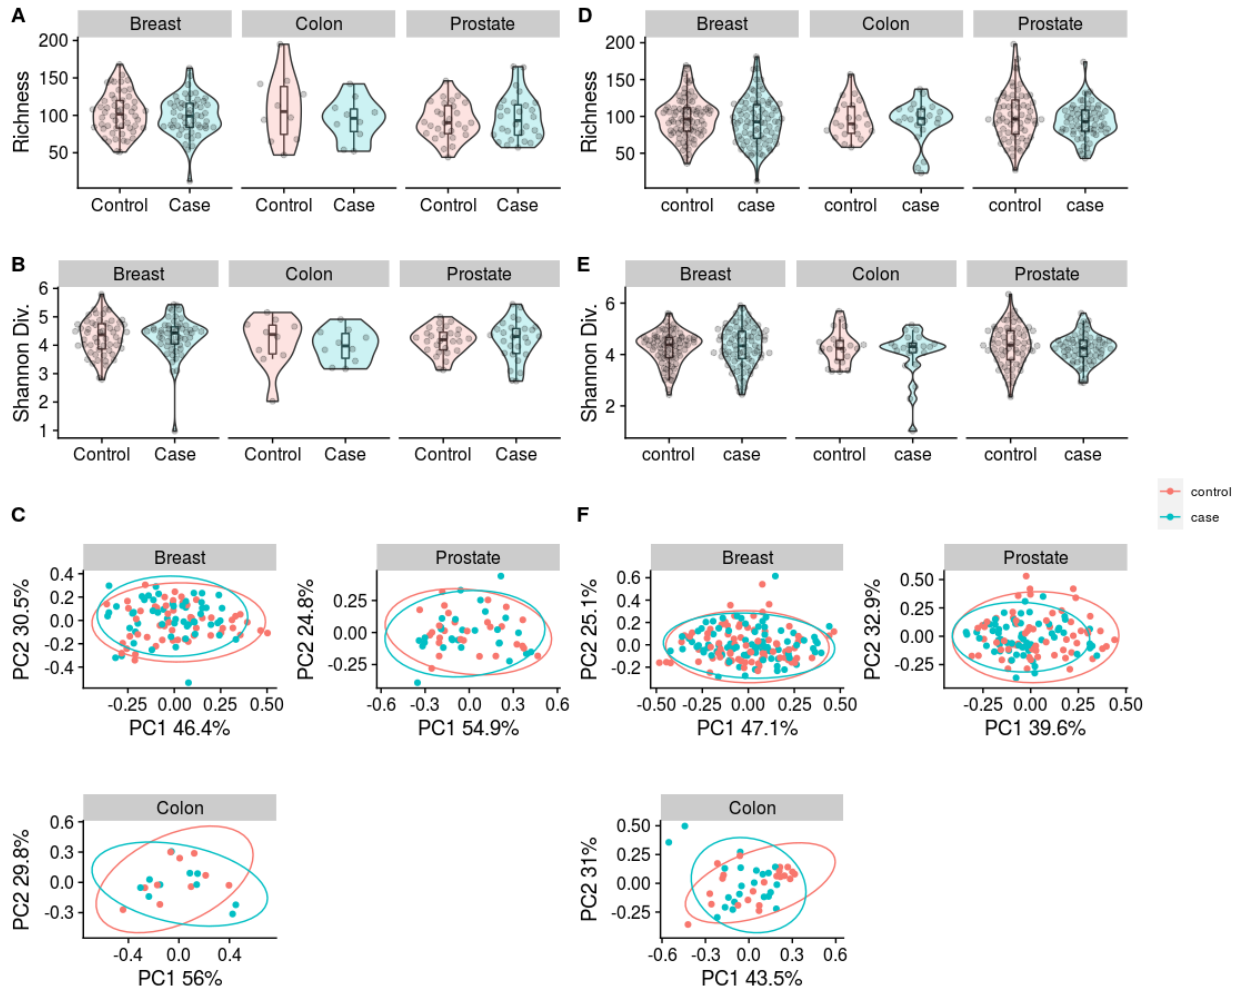 A
Breast Colon Prostate
Richness
200
150
100
50
Control Case Control Case Control Case
D
Breast Colon Prostate
Richness
200
150
100
50
control case control case control case
B
Breast Colon Prostate
Shannon Div.
6
5
4
3
2
1
Control Case Control Case Control Case
E
Breast Colon Prostate
Shannon Div.
6
4
2
control case control case control case
control
case
C
Breast
PC2 30.5%
0.4
0.2
0.0
-0.2
-0.4
-0.25 0.00 0.25 0.50
PC1 46.4%
Prostate
PC2 24.8%
0.25
0.00
-0.25
-0.6 -0.3 0.0 0.3 0.6
PC1 54.9%
Colon
PC2 29.8%
0.6
0.3
0.0
-0.3
-0.4 0.0 0.4
PC1 56%
F
Breast
PC2 25.1%
0.6
0.4
0.2
0.0
-0.2
-0.50 -0.25 0.00 0.25 0.50
PC1 47.1%
Prostate
PC2 32.9%
0.50
0.25
0.00
-0.25
-0.25 0.00 0.25 0.50
PC1 39.6%
Colon
PC2 31%
0.50
0.25
0.00
-0.25
-0.6 -0.3 0.0 0.3 0.6
PC1 43.5%